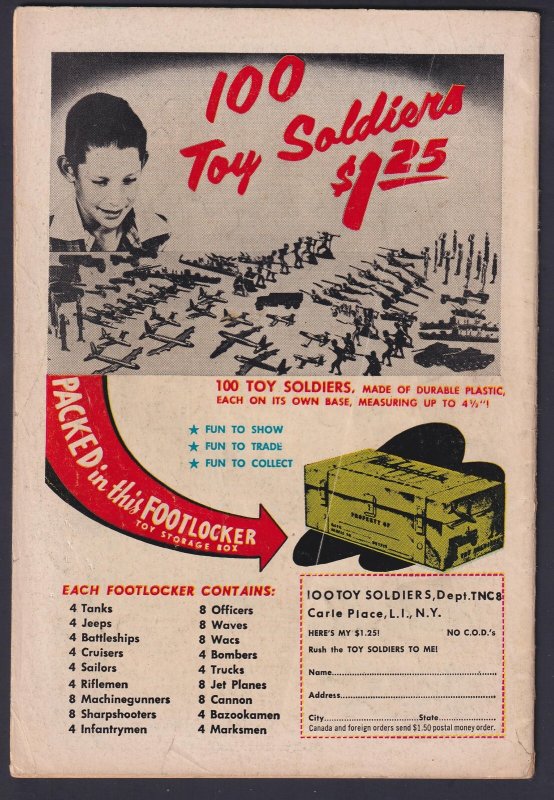 100
Toy Soldiers
$1.25
100 TOY SOLDIERS, MADE OF DURABLE PLASTIC,
EACH ON ITS OWN BASE, MEASURING UP TO 4½"!
★ FUN TO SHOW
★ FUN TO TRADE
★ FUN TO COLLECT
PACKED in this FOOTLOCKER
TOY STORAGE BOX
PROPERTY OF
EACH FOOTLOCKER CONTAINS:
4 Tanks
4 Jeeps
4 Battleships
4 Cruisers
4 Sailors
4 Riflemen
8 Machinegunners
8 Sharpshooters
4 Infantrymen
8 Officers
8 Waves
8 Wacs
4 Bombers
4 Trucks
8 Jet Planes
8 Cannon
4 Bazookamen
4 Marksmen
100 TOY SOLDIERS, Dept. TNC8
Carle Place, L.I., N.Y.
HERE'S MY $1.25! NO C.O.D.'s
Rush the TOY SOLDIERS TO ME!
Name
Address
City State
Canada and foreign orders send $1.50 postal money order.